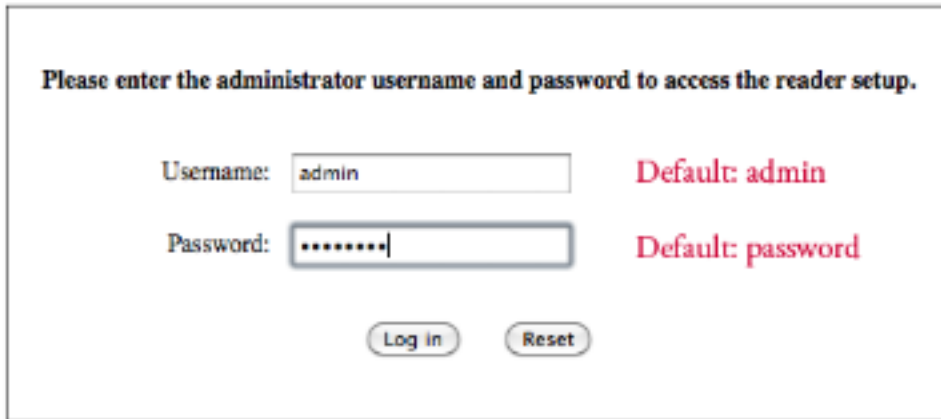 Please enter the administrator username and password to access the reader setup.
Username: admin Default: admin
Password: •••••••• Default: password
Log in Reset